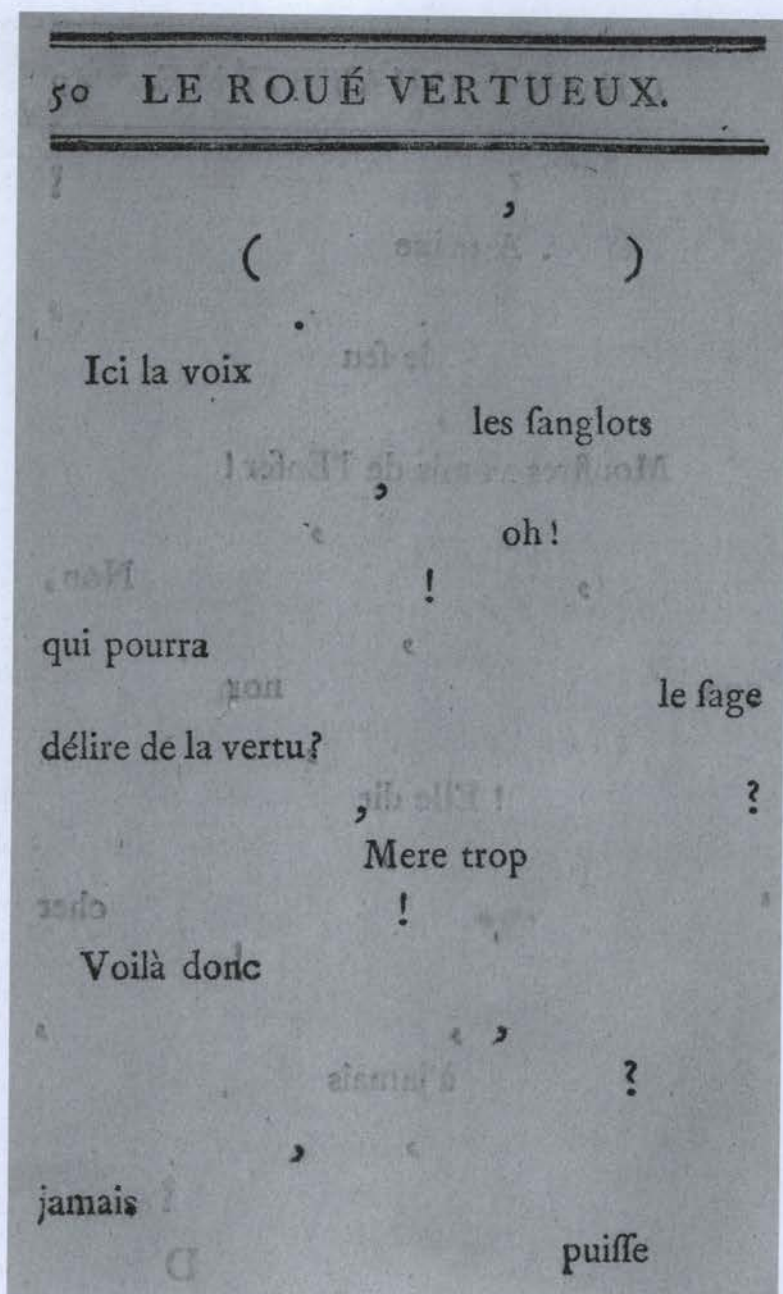 50 LE ROUÉ VERTUEUX.
,
( )
.
Ici la voix
les ſanglots
,
oh !
!
qui pourra
le ſage
délire de la vertu ?
, ?
Mere trop
!
Voilà donc
,
?
,
jamais
puiſſe